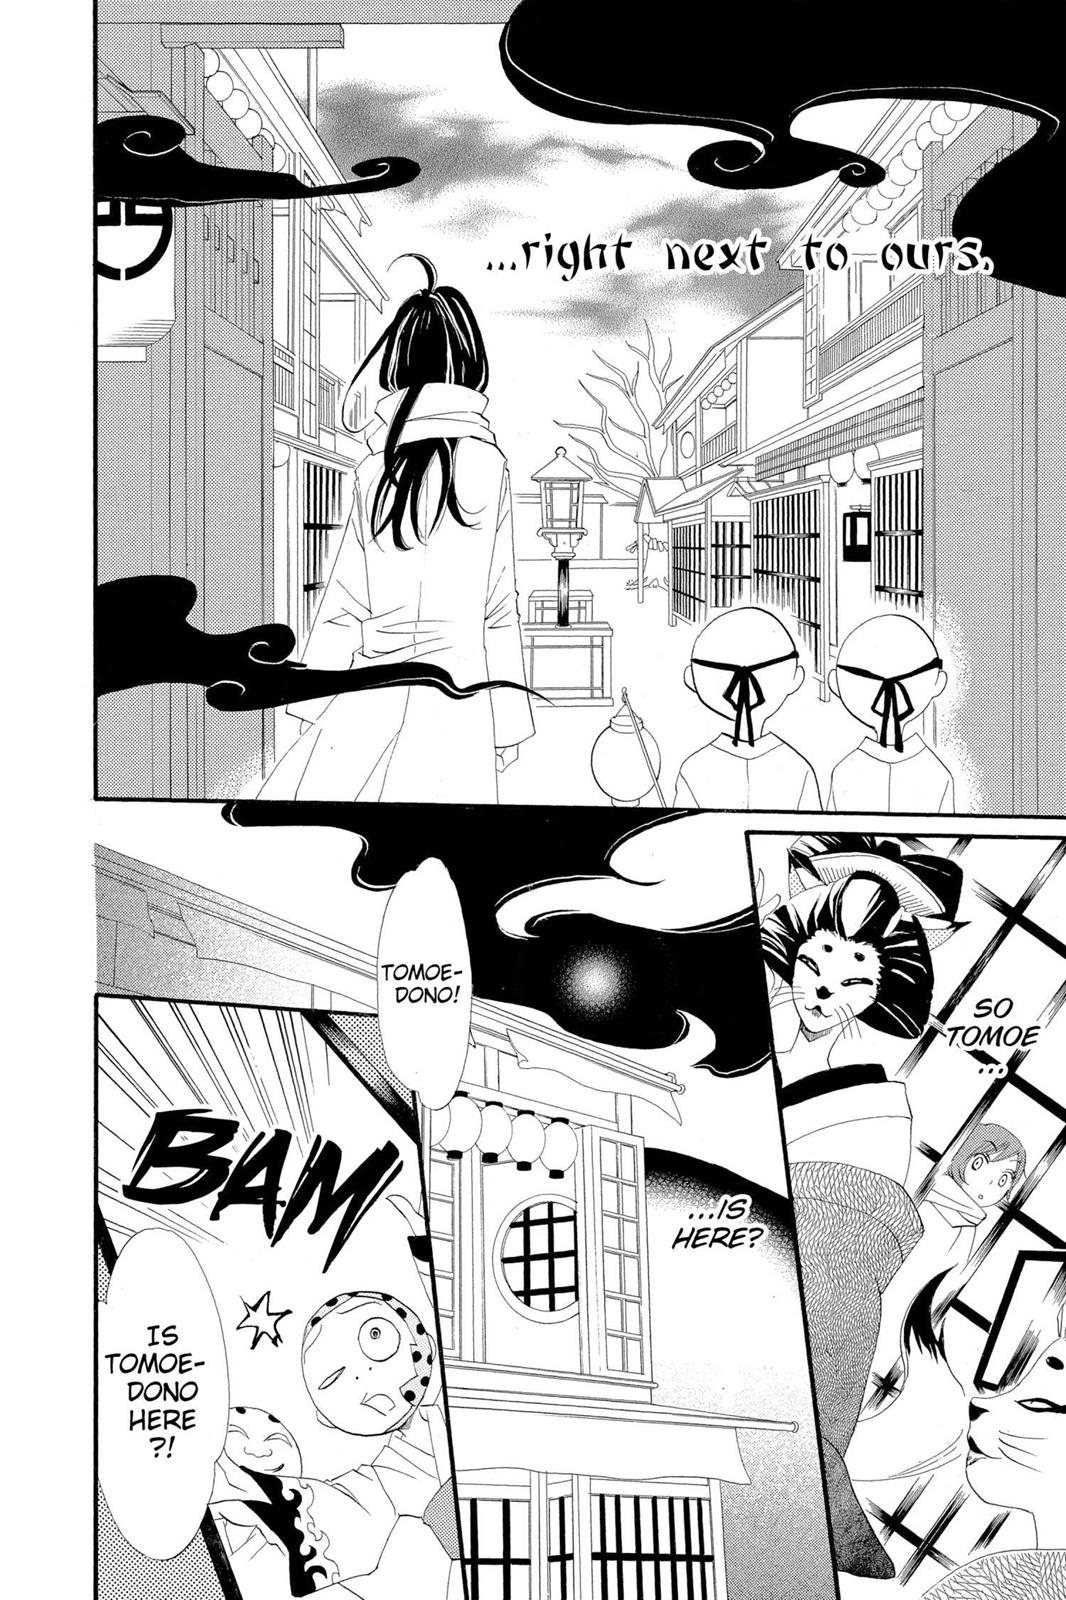 ...right next to ours.
SO
TOMOE
...
...IS
HERE?
TOMOE-
DONO!
BAM
IS
TOMOE-
DONO
HERE
?!